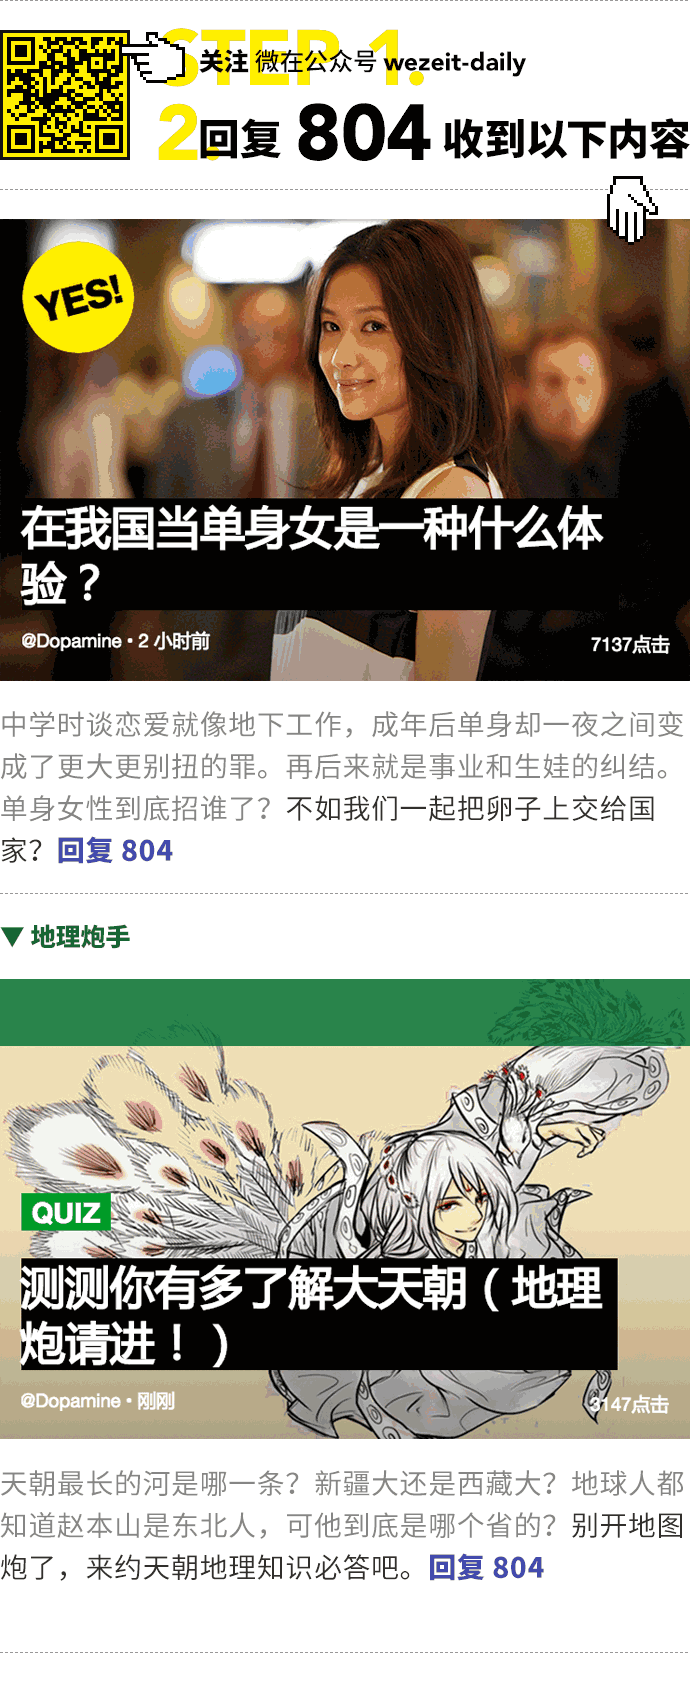 STEP 1.
关注 微在公众号 wezeit-daily
2.回复 804 收到以下内容
YES!
在我国当单身女是一种什么体
验？
@Dopamine • 2 小时前
7137点击
中学时谈恋爱就像地下工作，成年后单身却一夜之间变
成了更大更别扭的罪。再后来就是事业和生娃的纠结。
单身女性到底招谁了？不如我们一起把卵子上交给国
家？回复 804
▼ 地理炮手
QUIZ
测测你有多了解大天朝（地理
炮请进！）
@Dopamine • 刚刚
3147点击
天朝最长的河是哪一条？新疆大还是西藏大？地球人都
知道赵本山是东北人，可他到底是哪个省的？别开地图
炮了，来约天朝地理知识必答吧。回复 804